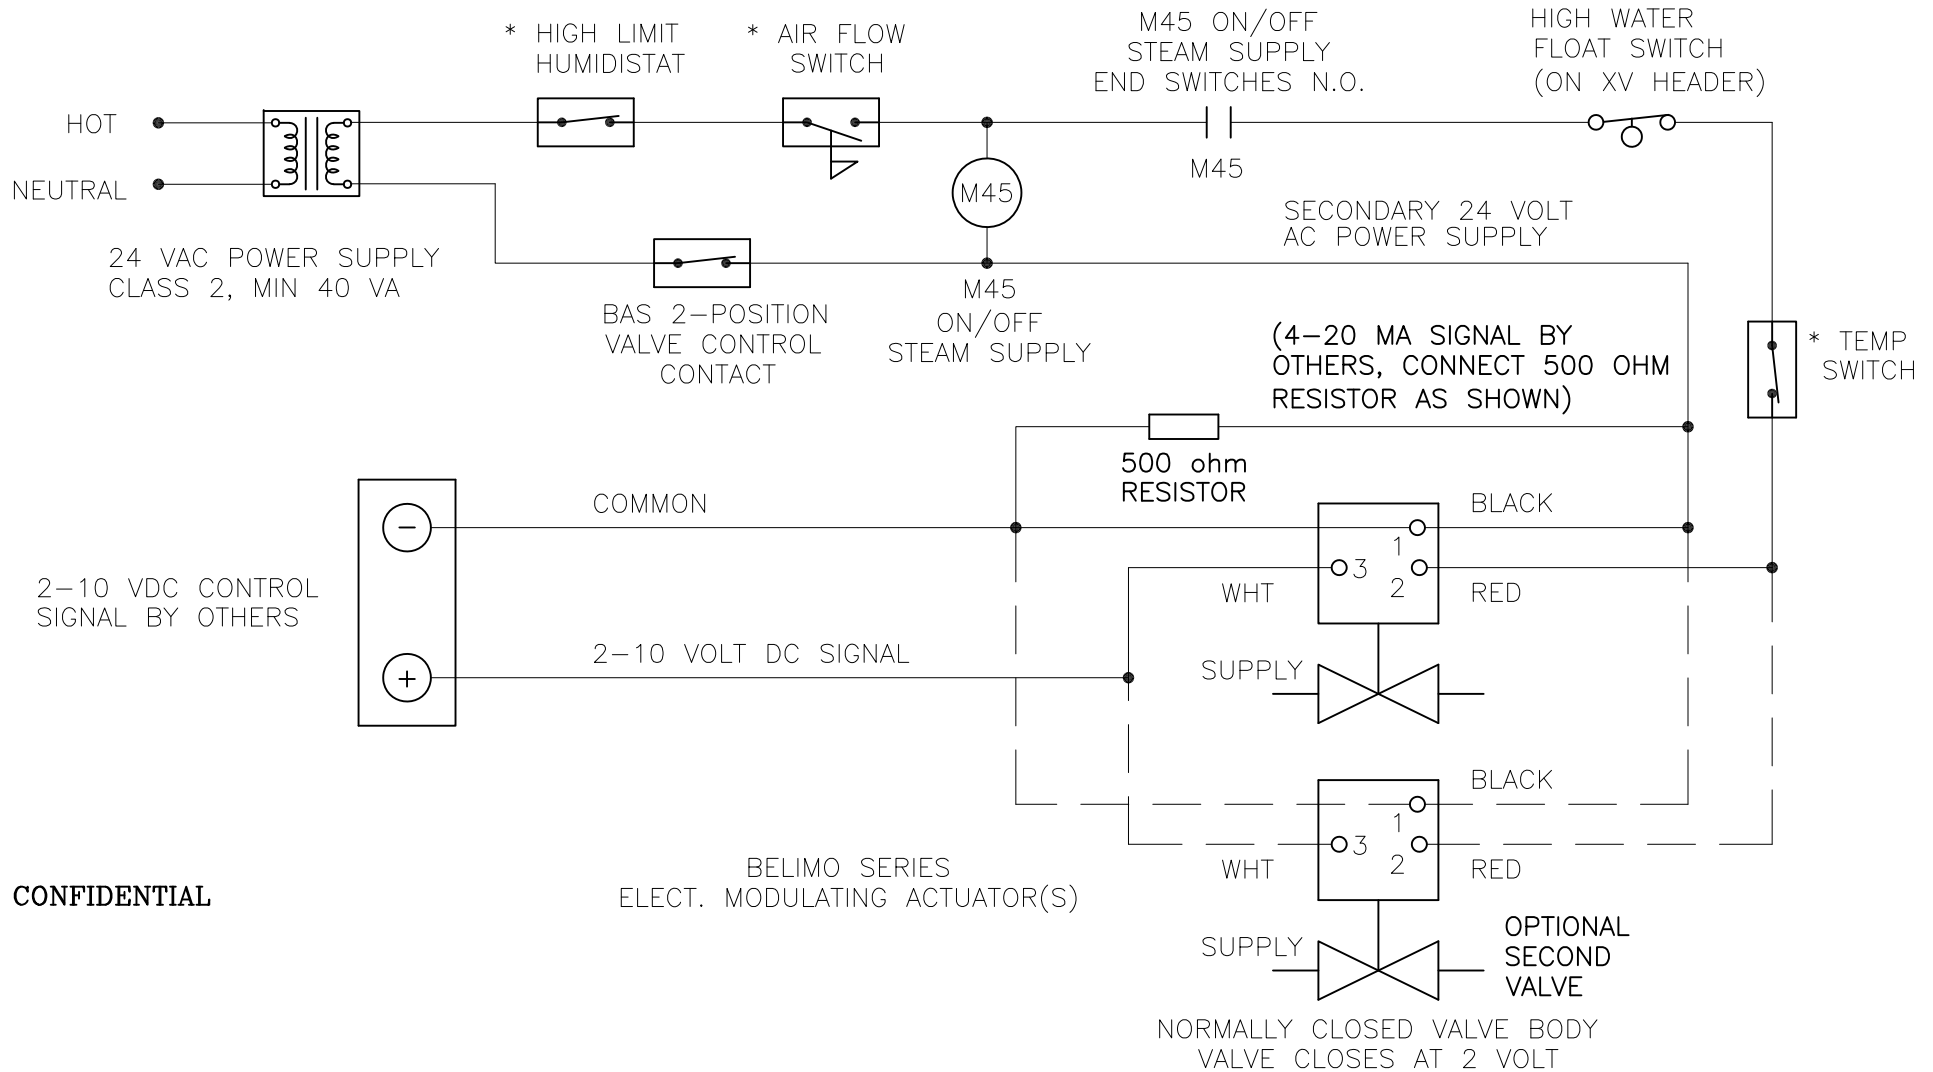 * HIGH LIMIT
HUMIDISTAT
* AIR FLOW
SWITCH
M45 ON/OFF
STEAM SUPPLY
END SWITCHES N.O.
HIGH WATER
FLOAT SWITCH
(ON XV HEADER)
HOT
NEUTRAL
M45
M45
24 VAC POWER SUPPLY
CLASS 2, MIN 40 VA
SECONDARY 24 VOLT
AC POWER SUPPLY
BAS 2-POSITION
VALVE CONTROL
CONTACT
M45
ON/OFF
STEAM SUPPLY
(4-20 MA SIGNAL BY
OTHERS, CONNECT 500 OHM
RESISTOR AS SHOWN)
* TEMP
SWITCH
500 ohm
RESISTOR
−
COMMON
BLACK
1
3
2
WHT
RED
2-10 VDC CONTROL
SIGNAL BY OTHERS
+
2-10 VOLT DC SIGNAL
SUPPLY
BLACK
1
3
2
WHT
RED
BELIMO SERIES
ELECT. MODULATING ACTUATOR(S)
CONFIDENTIAL
SUPPLY
OPTIONAL
SECOND
VALVE
NORMALLY CLOSED VALVE BODY
VALVE CLOSES AT 2 VOLT